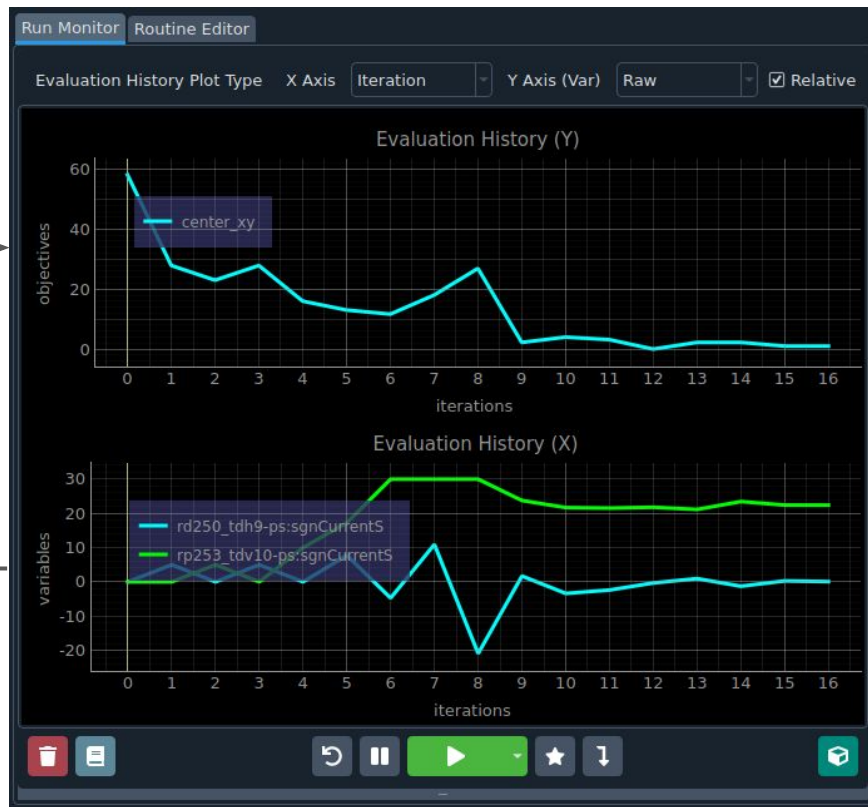 Run Monitor Routine Editor
Evaluation History Plot Type X Axis Iteration Y Axis (Var) Raw Relative
Evaluation History (Y)
60
40
20
0
objectives
center_xy
0 1 2 3 4 5 6 7 8 9 10 11 12 13 14 15 16
iterations
Evaluation History (X)
30
20
10
0
-10
-20
variables
rd250_tdh9-ps:sgnCurrentS
rp253_tdv10-ps:sgnCurrentS
0 1 2 3 4 5 6 7 8 9 10 11 12 13 14 15 16
iterations